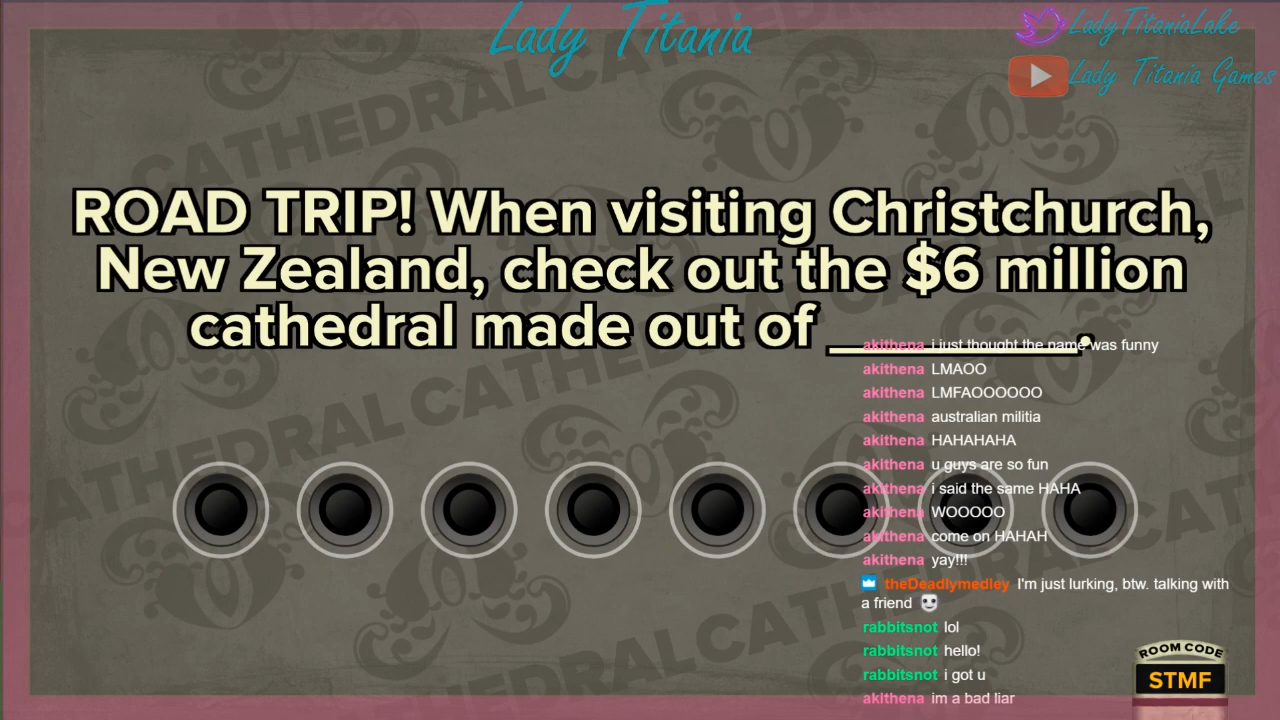 Lady Titania
LadyTitaniaLake
Lady Titania Games
CATHEDRAL CATHEDRAL
ROAD TRIP! When visiting Christchurch,
New Zealand, check out the $6 million
cathedral made out of __________.
akithena i just thought the name was funny
akithena LMAOO
akithena LMFAOOOOOO
akithena australian militia
akithena HAHAHAHA
akithena u guys are so fun
akithena i said the same HAHA
akithena WOOOOO
akithena come on HAHAH
akithena yay!!!
theDeadlymedley I'm just lurking, btw. talking with
a friend
rabbitsnot lol
rabbitsnot hello!
rabbitsnot i got u
akithena im a bad liar
ROOM CODE
STMF